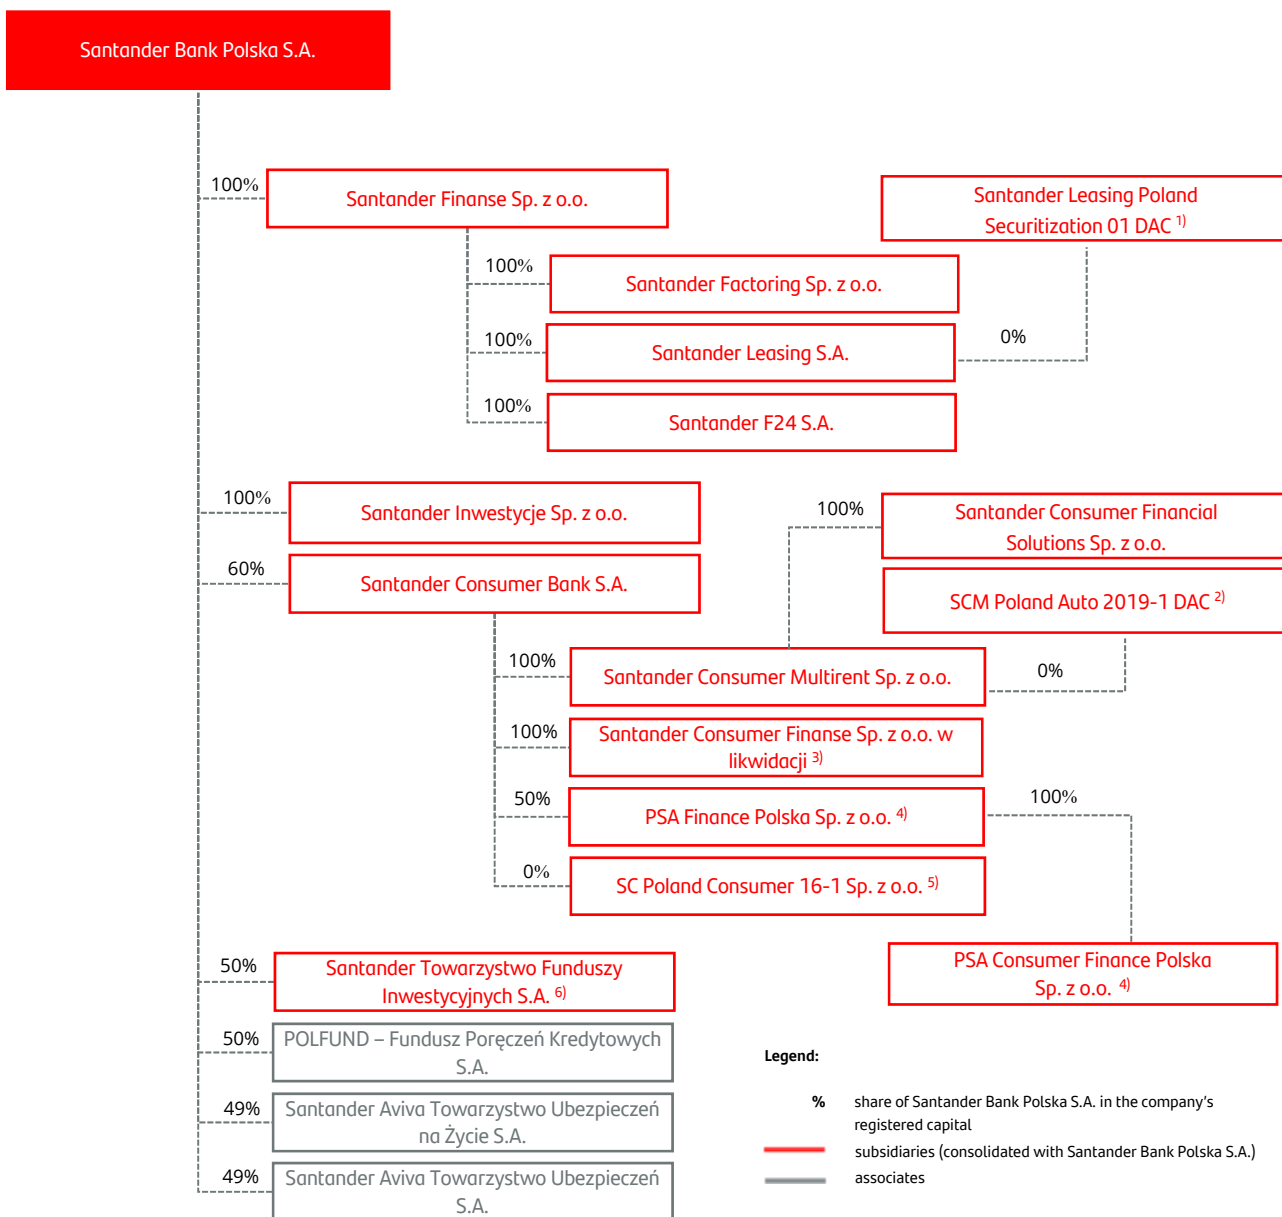 Santander Bank Polska S.A.
100%
Santander Finanse Sp. z o.o.
Santander Leasing Poland
Securitization 01 DAC 1)
100%
Santander Factoring Sp. z o.o.
100%
Santander Leasing S.A.
0%
100%
Santander F24 S.A.
100%
Santander Inwestycje Sp. z o.o.
100%
Santander Consumer Financial
Solutions Sp. z o.o.
60%
Santander Consumer Bank S.A.
SCM Poland Auto 2019-1 DAC 2)
100%
Santander Consumer Multirent Sp. z o.o.
0%
100%
Santander Consumer Finanse Sp. z o.o. w
likwidacji 3)
50%
PSA Finance Polska Sp. z o.o. 4)
100%
0%
SC Poland Consumer 16-1 Sp. z o.o. 5)
50%
Santander Towarzystwo Funduszy
Inwestycyjnych S.A. 6)
PSA Consumer Finance Polska
Sp. z o.o. 4)
50%
POLFUND – Fundusz Poręczeń Kredytowych
S.A.
49%
Santander Aviva Towarzystwo Ubezpieczeń
na Życie S.A.
49%
Santander Aviva Towarzystwo Ubezpieczeń
S.A.
Legend:
% share of Santander Bank Polska S.A. in the company's
registered capital
subsidiaries (consolidated with Santander Bank Polska S.A.)
associates